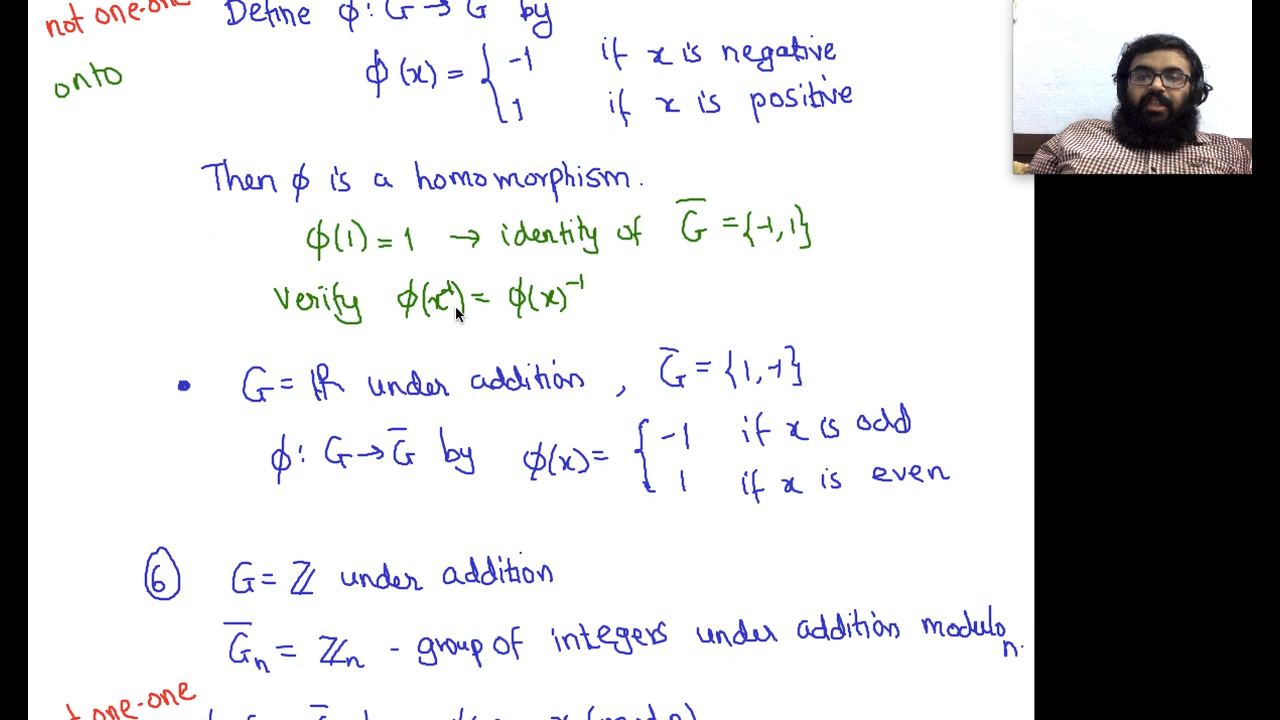 not one-one Define ϕ: G → G by
onto ϕ(x) = { -1 if x is negative
1 if x is positive
Then ϕ is a homomorphism.
ϕ(1) = 1 → identity of G̅ = {-1, 1}
Verify ϕ(x⁻¹) = ϕ(x)⁻¹
• G = ℝ under addition , G̅ = {1, -1}
ϕ: G → G̅ by ϕ(x) = { -1 if x is odd
1 if x is even
⑥ G = ℤ under addition
G̅ₙ = ℤₙ - group of integers under addition modulo n.
one-one